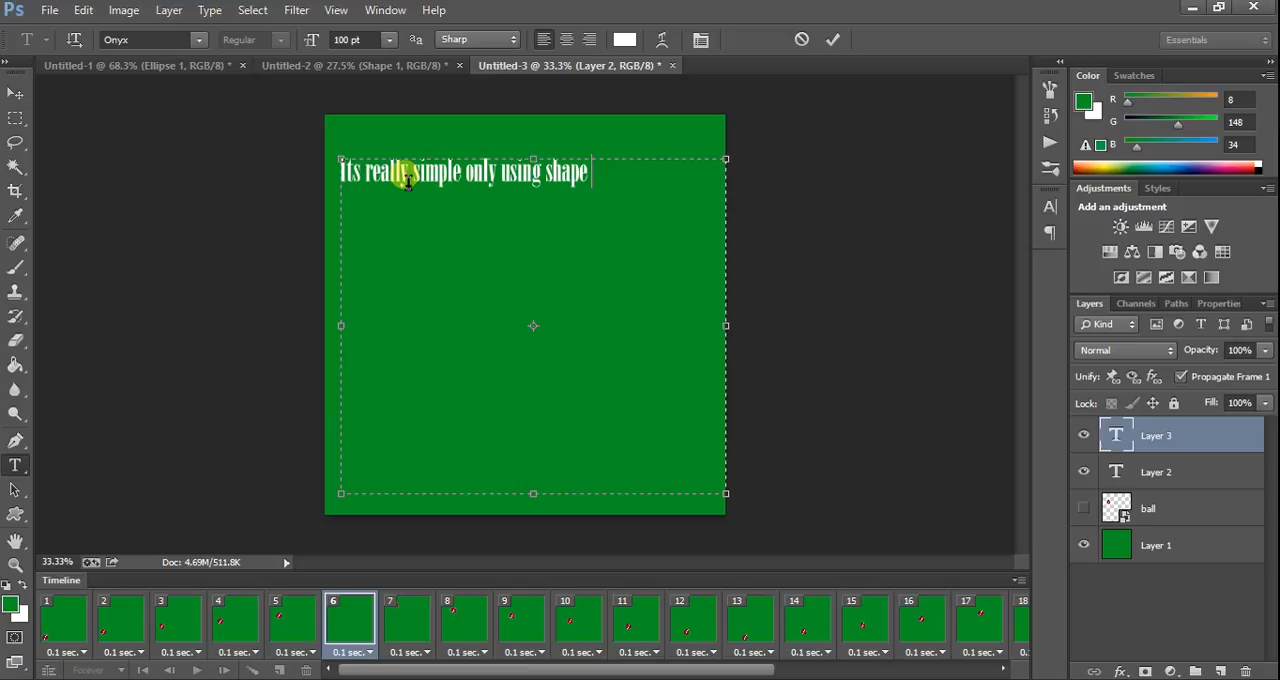 Ps File Edit Image Layer Type Select Filter View Window Help
T Onyx Regular 100 pt Sharp Essentials
Untitled-1 @ 68.3% (Ellipse 1, RGB/8) * × Untitled-2 @ 27.5% (Shape 1, RGB/8) * × Untitled-3 @ 33.3% (Layer 2, RGB/8) * ×
Color Swatches
R 8
G 148
B 34
Adjustments Styles
Add an adjustment
Its really simple only using shape
Layers Channels Paths Properties
Kind
Normal Opacity: 100%
Unify: Propagate Frame 1
Lock: Fill: 100%
Layer 3
Layer 2
ball
Layer 1
33.33% Doc: 4.69M/511.8K
Timeline
1 2 3 4 5 6 7 8 9 10 11 12 13 14 15 16 17 18
0.1 sec. 0.1 sec. 0.1 sec. 0.1 sec. 0.1 sec. 0.1 sec. 0.1 sec. 0.1 sec. 0.1 sec. 0.1 sec. 0.1 sec. 0.1 sec. 0.1 sec. 0.1 sec. 0.1 sec. 0.1 sec. 0.1 sec. 0.1
Forever